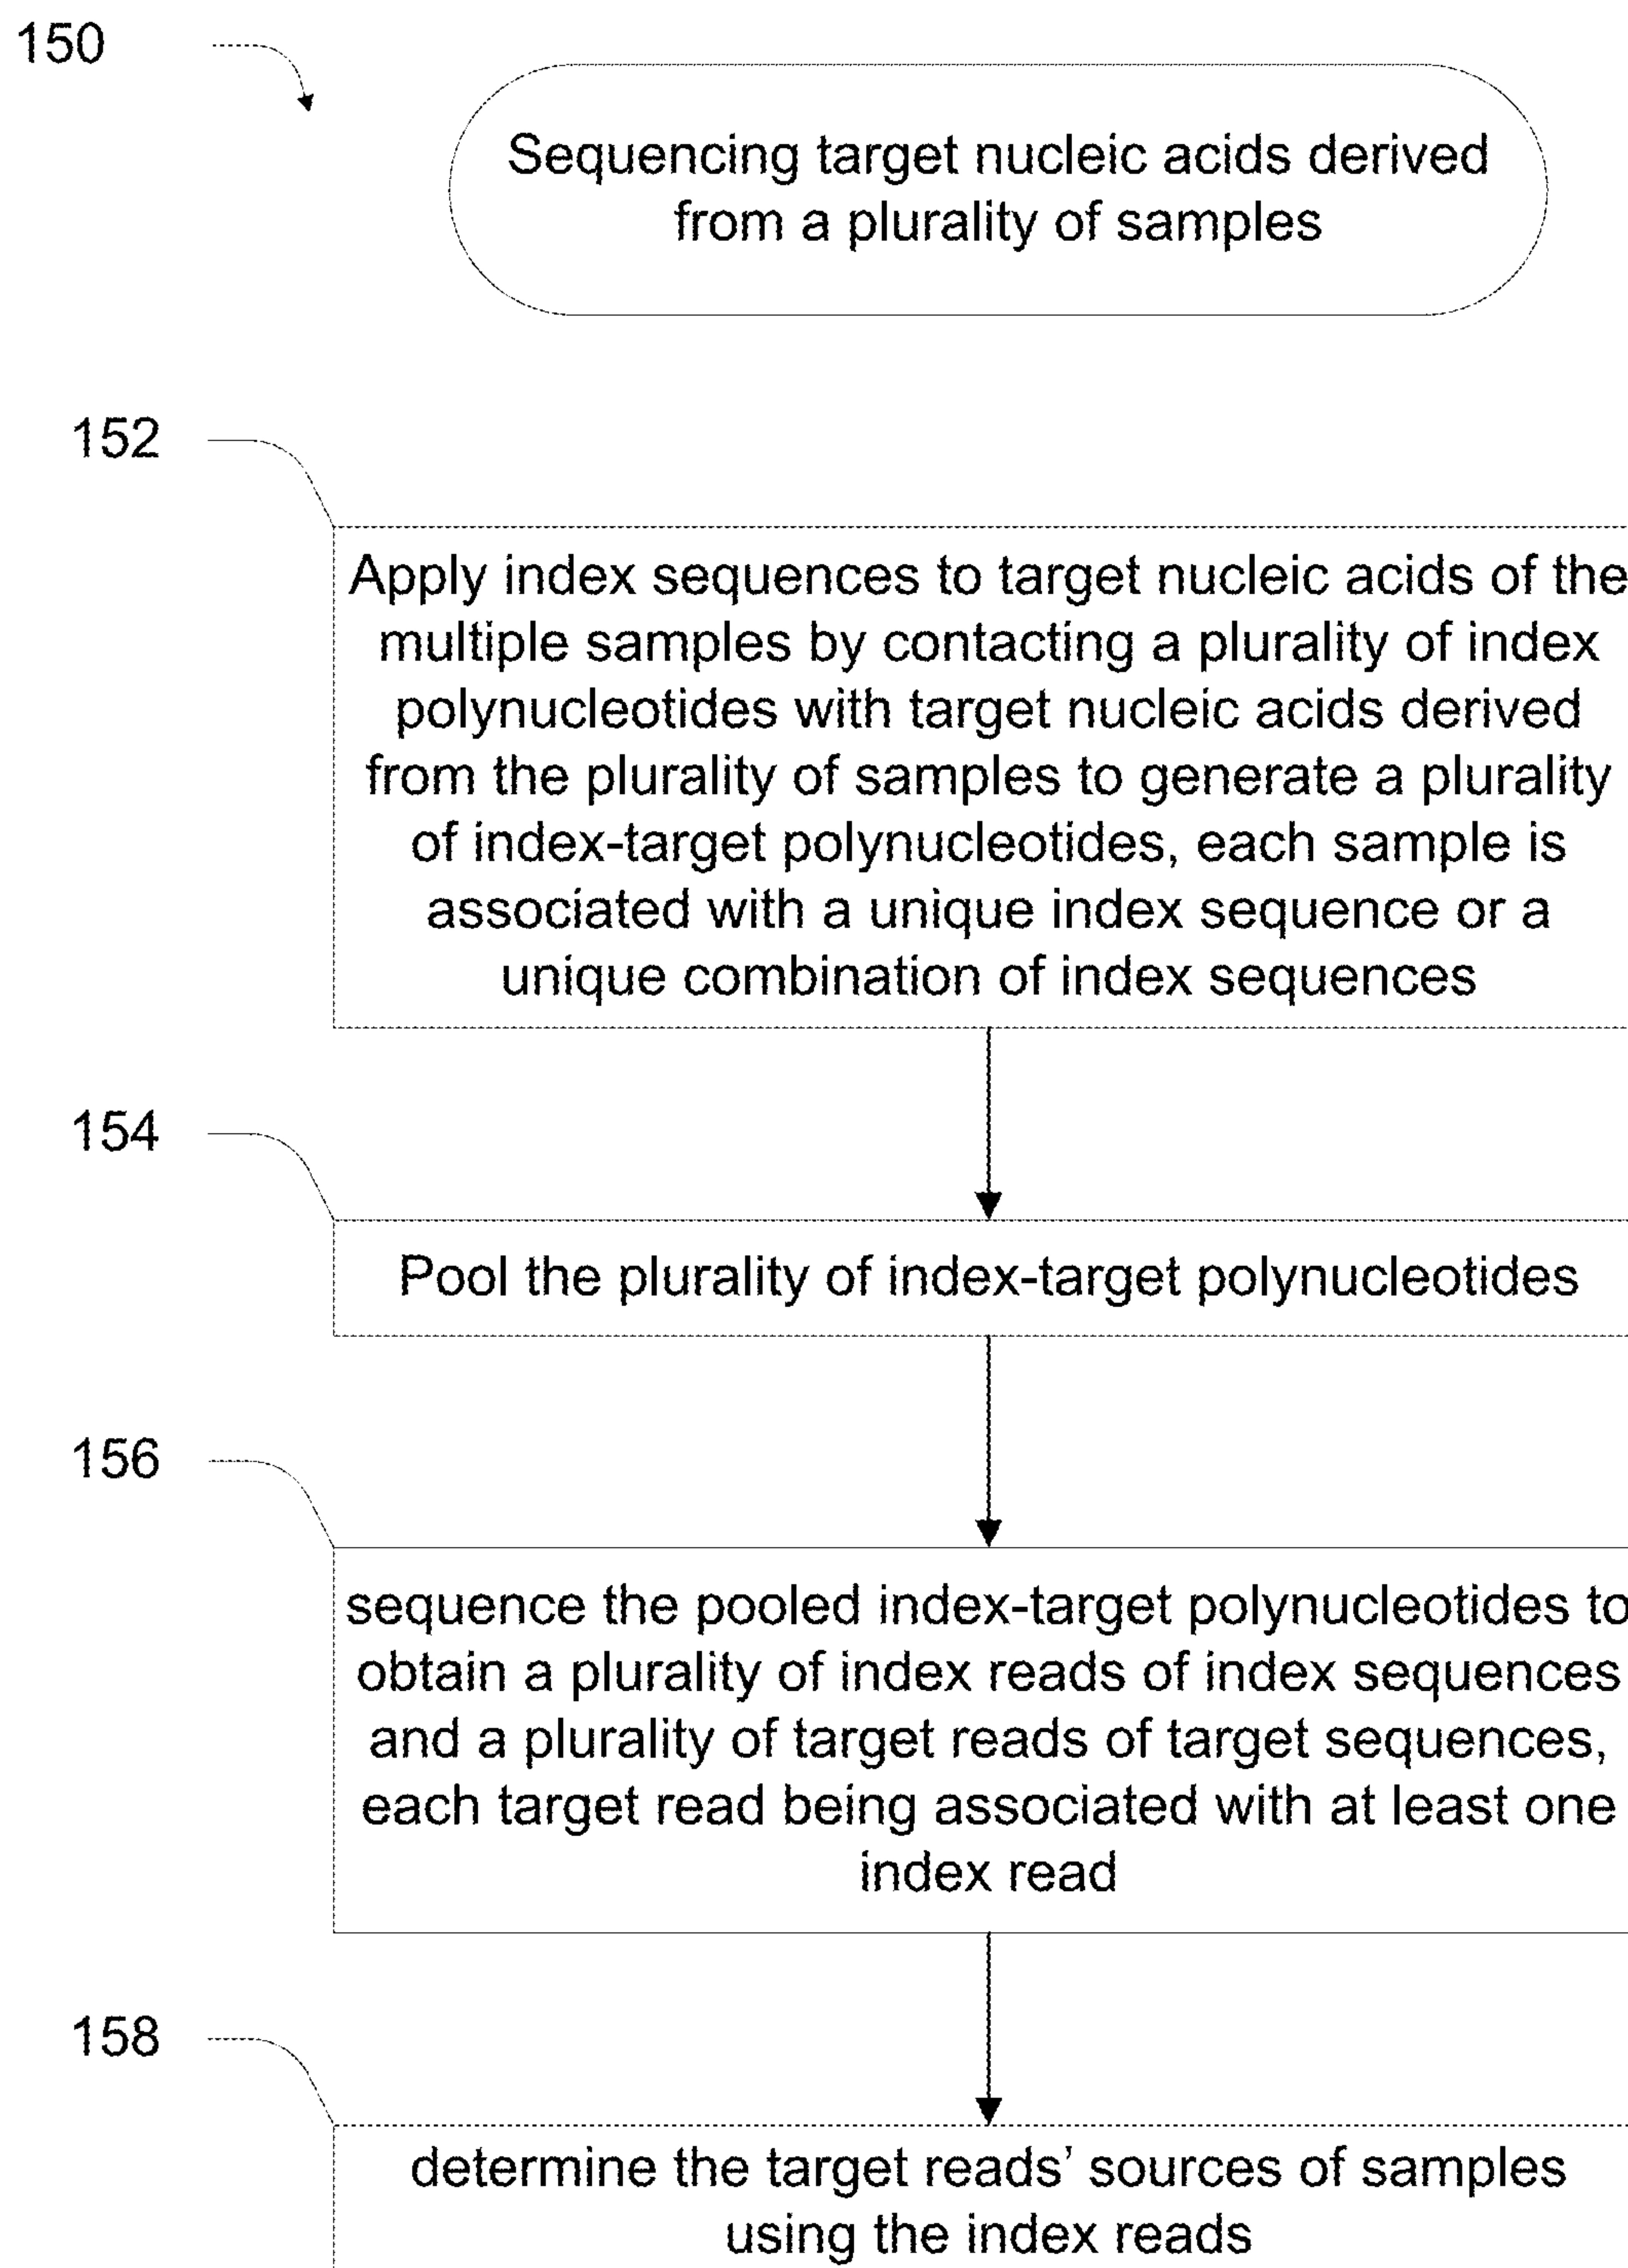 150
Sequencing target nucleic acids derived
from a plurality of samples
152
Apply index sequences to target nucleic acids of the
multiple samples by contacting a plurality of index
polynucleotides with target nucleic acids derived
from the plurality of samples to generate a plurality
of index-target polynucleotides, each sample is
associated with a unique index sequence or a
unique combination of index sequences
154
Pool the plurality of index-target polynucleotides
156
sequence the pooled index-target polynucleotides to
obtain a plurality of index reads of index sequences
and a plurality of target reads of target sequences,
each target read being associated with at least one
index read
158
determine the target reads’ sources of samples
using the index reads